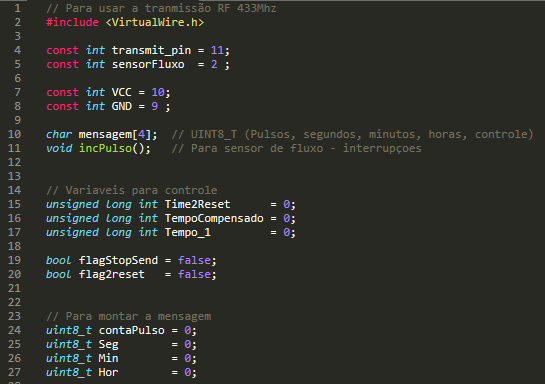 1 // Para usar a tranmissão RF 433Mhz
2 #include <VirtualWire.h>
3
4 const int transmit_pin = 11;
5 const int sensorFluxo  = 2 ;
6
7 const int VCC = 10;
8 const int GND = 9 ;
9
10 char mensagem[4];  // UINT8_T (Pulsos, segundos, minutos, horas, controle)
11 void incPulso();   // Para sensor de fluxo - interrupçoes
12
13
14 // Variaveis para controle
15 unsigned long int Time2Reset      = 0;
16 unsigned long int TempoCompensado = 0;
17 unsigned long int Tempo_1         = 0;
18
19 bool flagStopSend = false;
20 bool flag2reset   = false;
21
22
23 // Para montar a mensagem
24 uint8_t contaPulso = 0;
25 uint8_t Seg        = 0;
26 uint8_t Min        = 0;
27 uint8_t Hor        = 0;